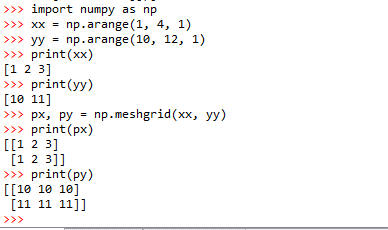 >>> import numpy as np
>>> xx = np.arange(1, 4, 1)
>>> yy = np.arange(10, 12, 1)
>>> print(xx)
[1 2 3]
>>> print(yy)
[10 11]
>>> px, py = np.meshgrid(xx, yy)
>>> print(px)
[[1 2 3]
 [1 2 3]]
>>> print(py)
[[10 10 10]
 [11 11 11]]
>>>